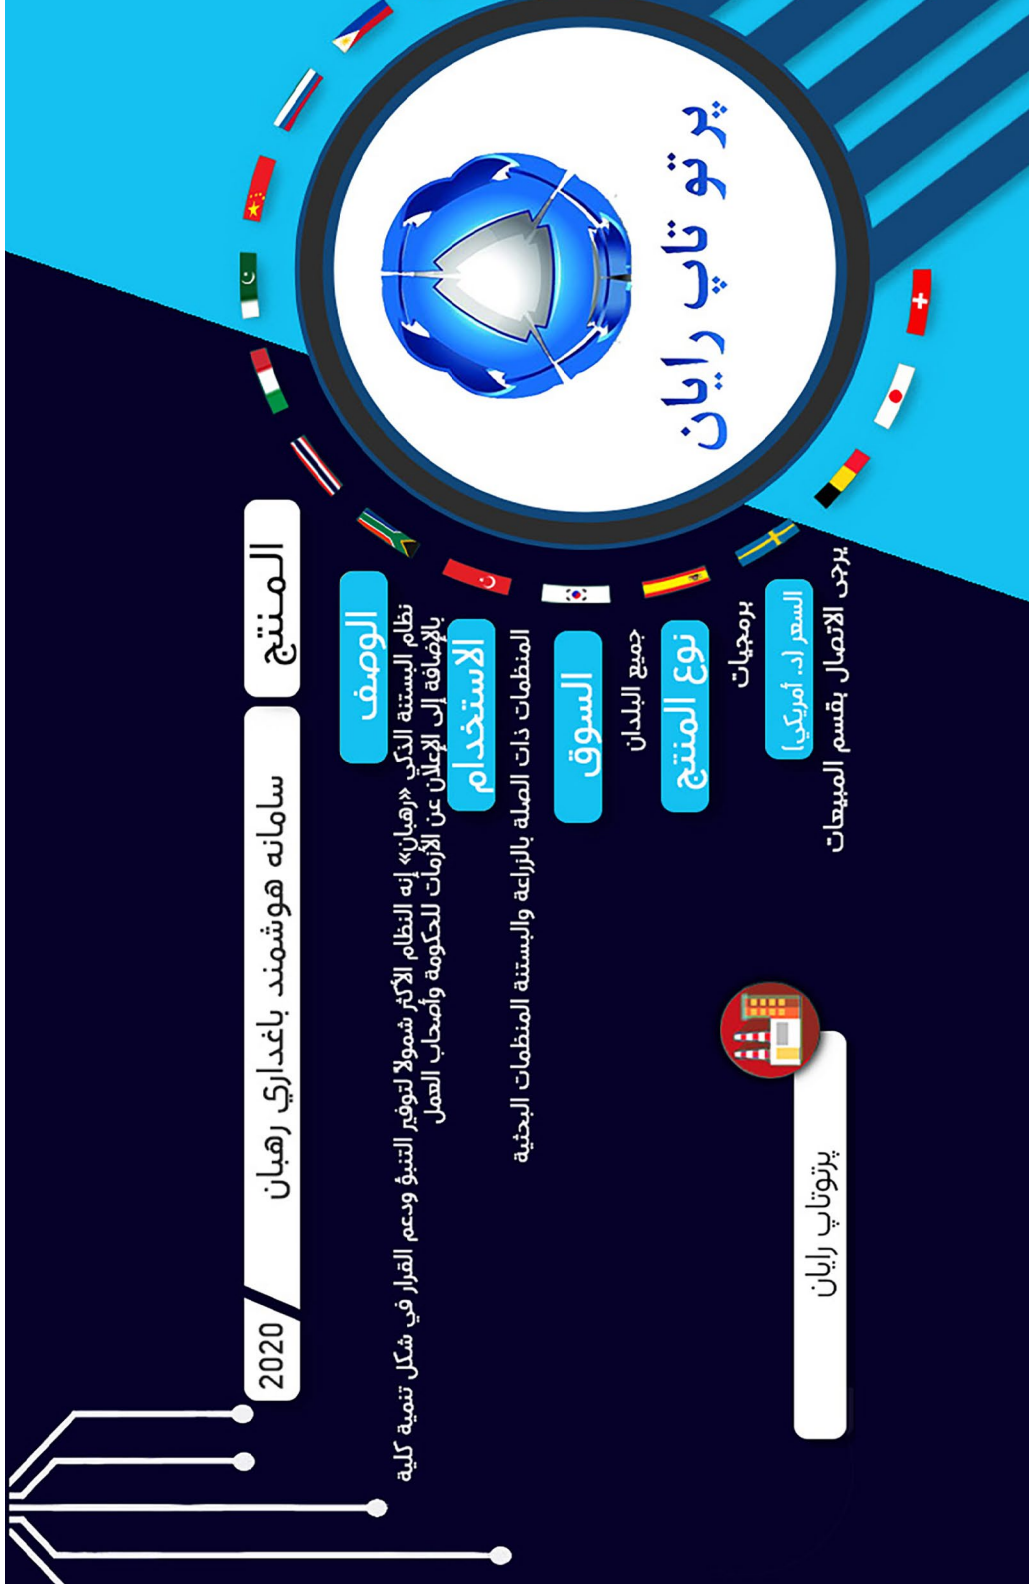 پرتو تاپ رایان
المنتج
سامانه هوشمند باغداري رهبان
2020
الوصف
نظام البستنة الذكي «رهبان» إنه النظام الأكثر شمولاً لتوفير التنبؤ ودعم القرار في شكل تنمية كلية
بالإضافة إلى الإعلان عن الأزمات للحكومة وأصحاب العمل
الاستخدام
المنظمات ذات الصلة بالزراعة والبستنة المنظمات البحثية
السوق
جميع البلدان
نوع المنتج
برمجيات
السعر (د. أمريكي)
يرجى الاتصال بقسم المبيعات
پرتوتاپ رایان